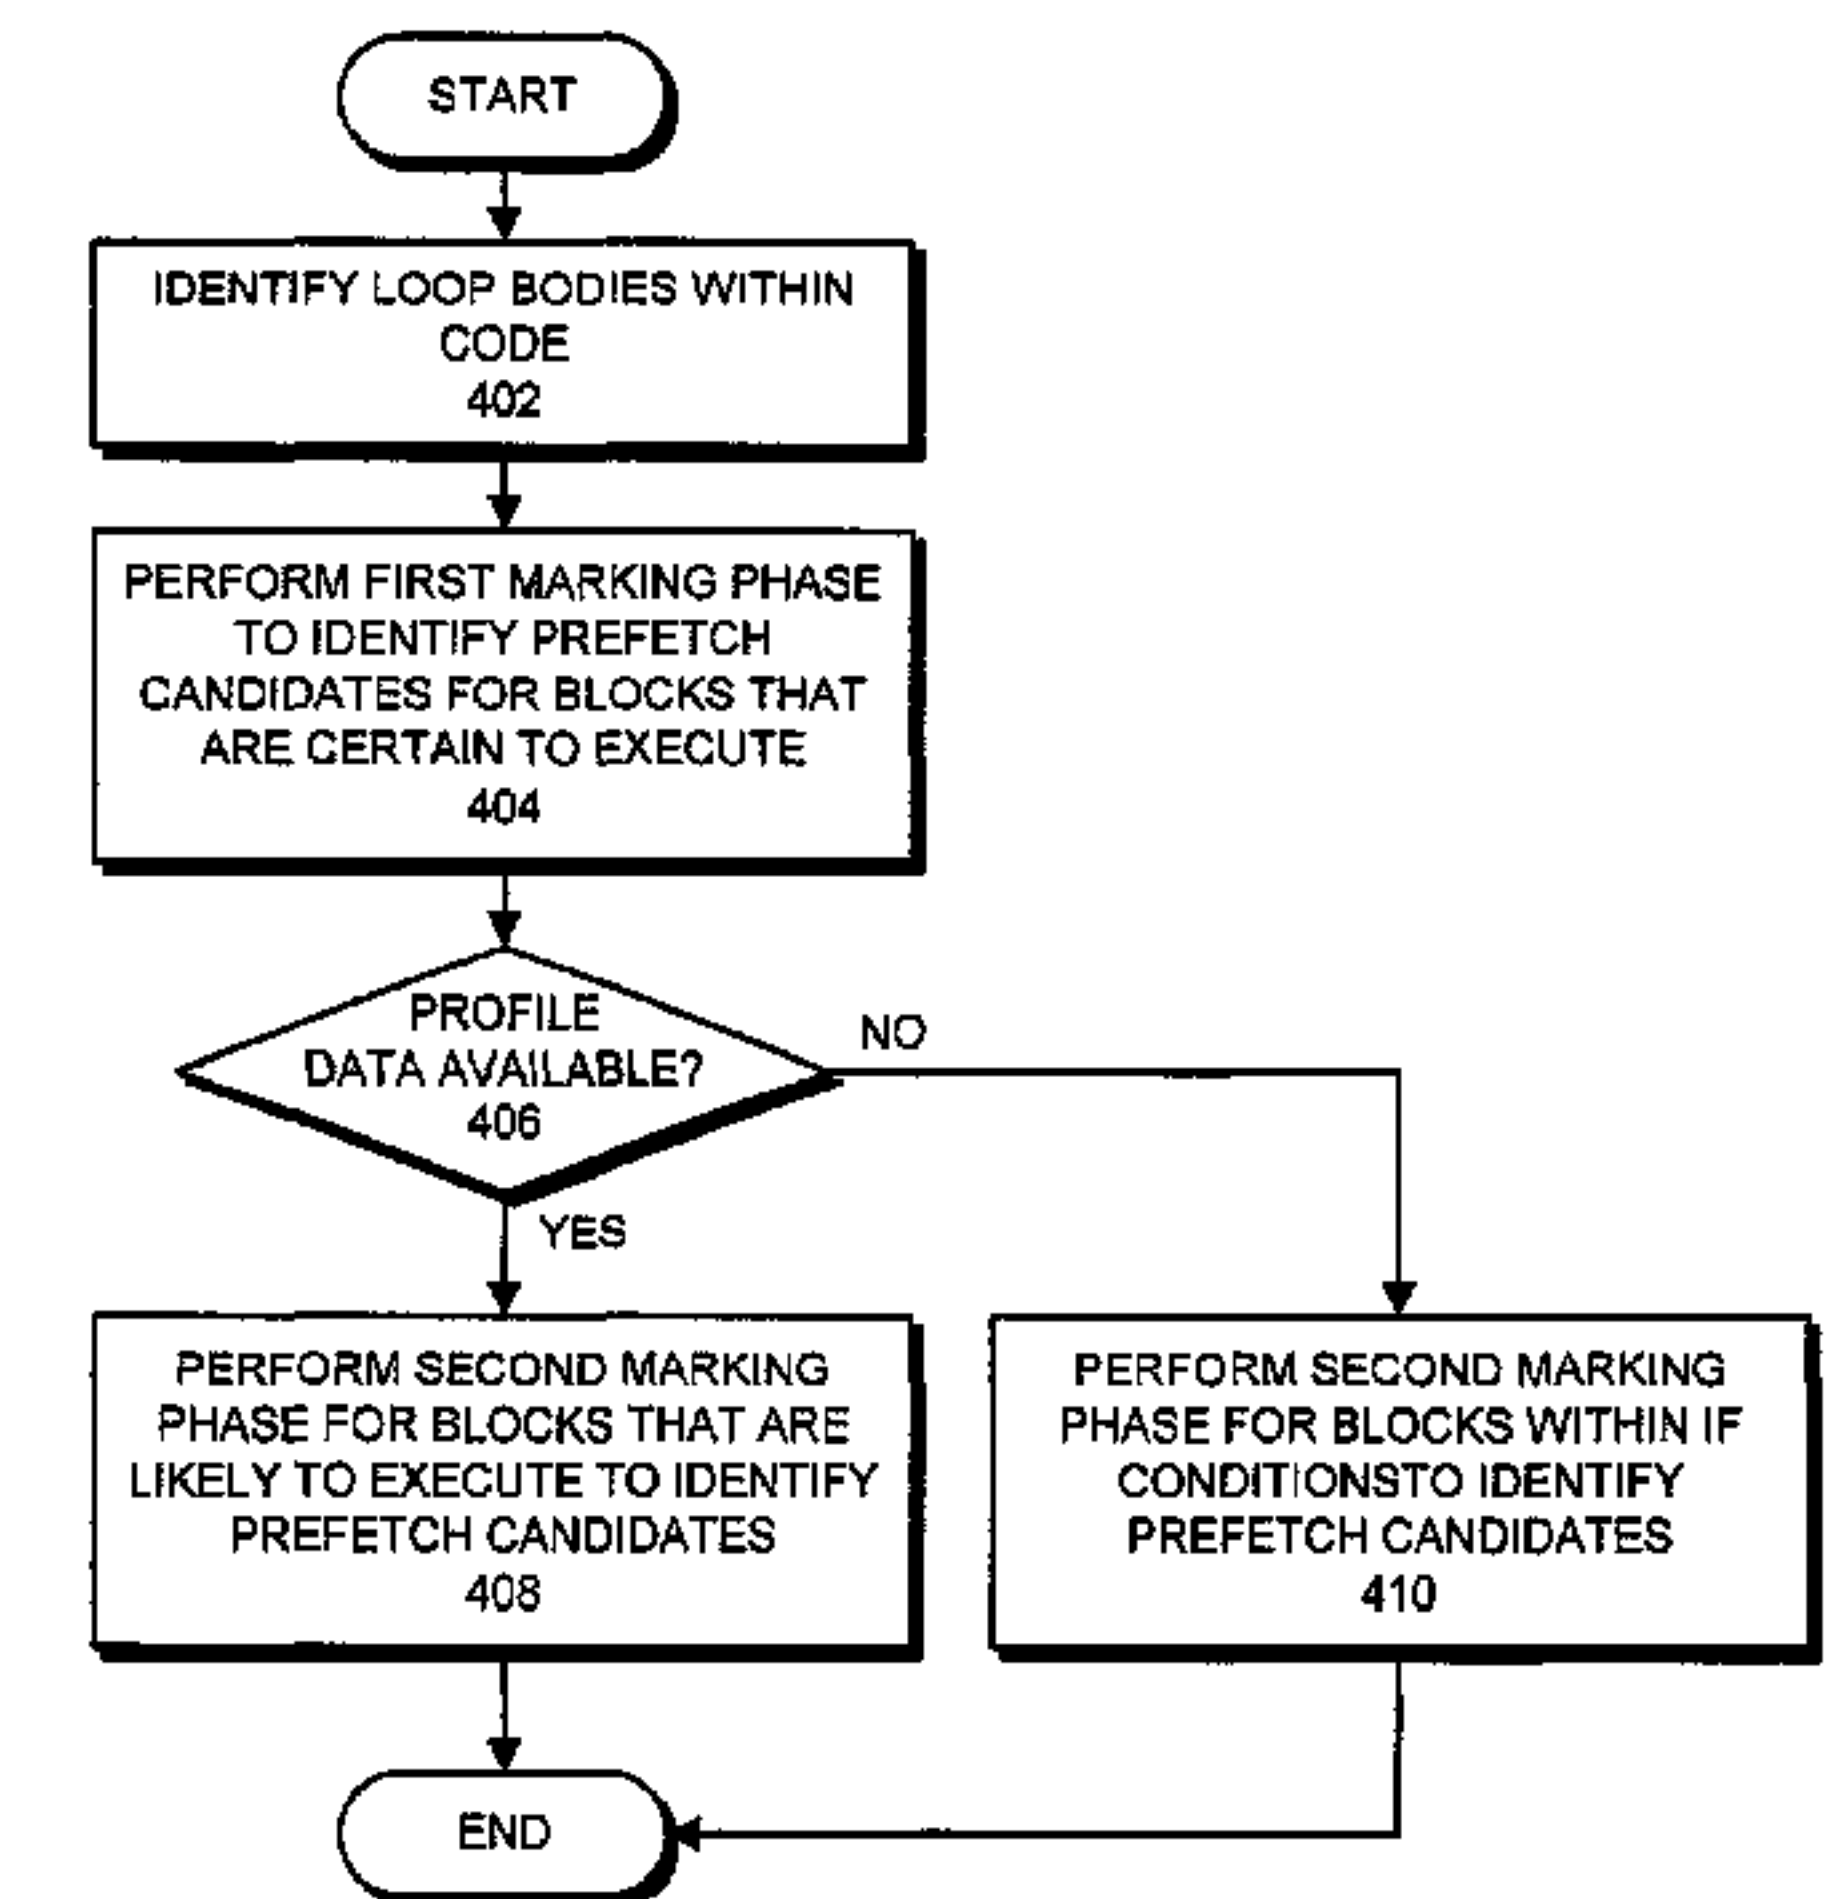 START
IDENTIFY LOOP BODIES WITHIN
CODE
402
PERFORM FIRST MARKING PHASE
TO IDENTIFY PREFETCH
CANDIDATES FOR BLOCKS THAT
ARE CERTAIN TO EXECUTE
404
PROFILE
DATA AVAILABLE?
406
NO
YES
PERFORM SECOND MARKING
PHASE FOR BLOCKS THAT ARE
LIKELY TO EXECUTE TO IDENTIFY
PREFETCH CANDIDATES
408
PERFORM SECOND MARKING
PHASE FOR BLOCKS WITHIN IF
CONDITIONSTO IDENTIFY
PREFETCH CANDIDATES
410
END